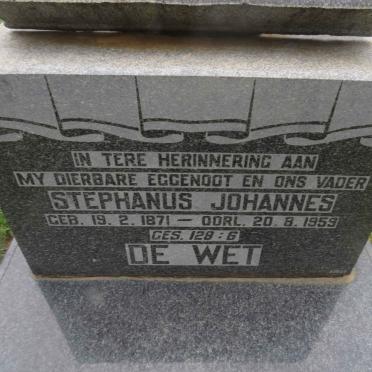 IN TERE HERINNERING AAN
MY DIERBARE EGGENOOT EN ONS VADER
STEPHANUS JOHANNES
GEB. 19. 2. 1871 — OORL. 20. 8. 1959
GES. 128 : 6
DE WET